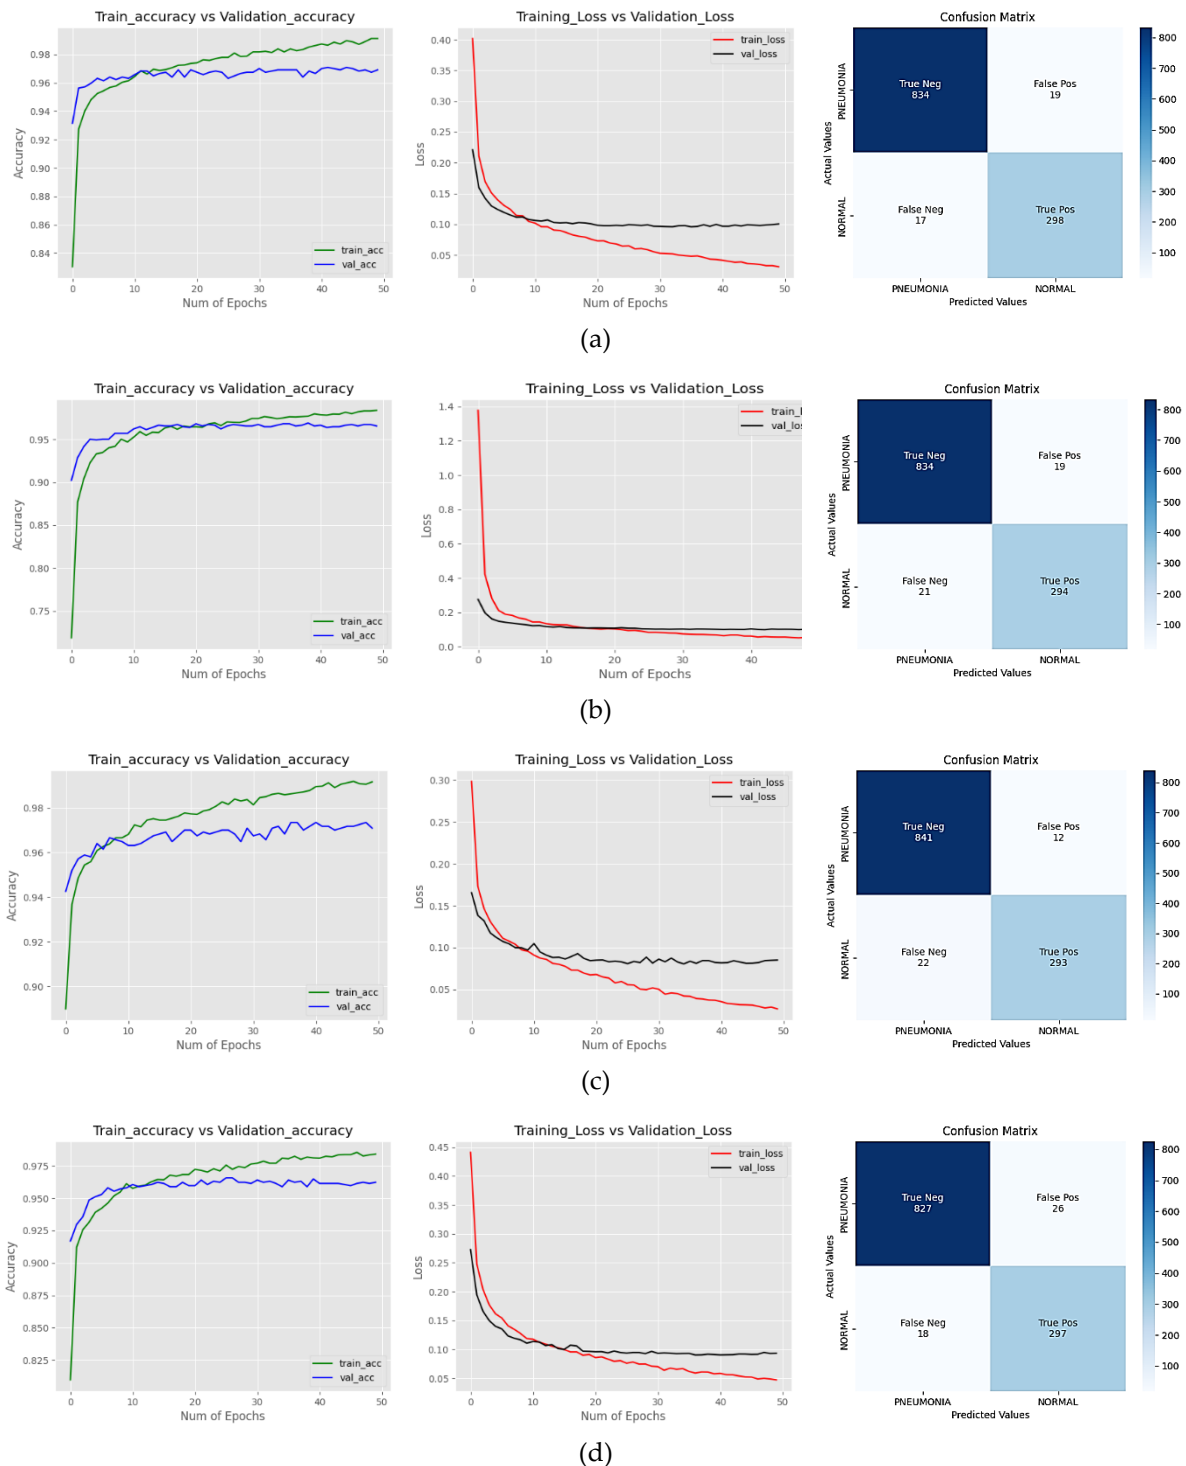 Train_accuracy vs Validation_accuracy
Accuracy
0.98
0.96
0.94
0.92
0.90
0.88
0.86
0.84
train_acc
val_acc
0 10 20 30 40 50
Num of Epochs
Training_Loss vs Validation_Loss
Loss
0.40
0.35
0.30
0.25
0.20
0.15
0.10
0.05
train_loss
val_loss
0 10 20 30 40 50
Num of Epochs
Confusion Matrix
Actual Values
PNEUMONIA
NORMAL
True Neg
834
False Pos
19
False Neg
17
True Pos
298
PNEUMONIA NORMAL
Predicted Values
800
700
600
500
400
300
200
100
(a)
Train_accuracy vs Validation_accuracy
Accuracy
0.95
0.90
0.85
0.80
0.75
train_acc
val_acc
0 10 20 30 40 50
Num of Epochs
Training_Loss vs Validation_Loss
Loss
1.4
1.2
1.0
0.8
0.6
0.4
0.2
0.0
train_l
val_los
0 10 20 30 40
Num of Epochs
Confusion Matrix
Actual Values
PNEUMONIA
NORMAL
True Neg
834
False Pos
19
False Neg
21
True Pos
294
PNEUMONIA NORMAL
Predicted Values
800
700
600
500
400
300
200
100
(b)
Train_accuracy vs Validation_accuracy
Accuracy
0.98
0.96
0.94
0.92
0.90
train_acc
val_acc
0 10 20 30 40 50
Num of Epochs
Training_Loss vs Validation_Loss
Loss
0.30
0.25
0.20
0.15
0.10
0.05
train_loss
val_loss
0 10 20 30 40 50
Num of Epochs
Confusion Matrix
Actual Values
PNEUMONIA
NORMAL
True Neg
841
False Pos
12
False Neg
22
True Pos
293
PNEUMONIA NORMAL
Predicted Values
800
700
600
500
400
300
200
100
(c)
Train_accuracy vs Validation_accuracy
Accuracy
0.975
0.950
0.925
0.900
0.875
0.850
0.825
train_acc
val_acc
0 10 20 30 40 50
Num of Epochs
Training_Loss vs Validation_Loss
Loss
0.45
0.40
0.35
0.30
0.25
0.20
0.15
0.10
0.05
train_loss
val_loss
0 10 20 30 40 50
Num of Epochs
Confusion Matrix
Actual Values
PNEUMONIA
NORMAL
True Neg
827
False Pos
26
False Neg
18
True Pos
297
PNEUMONIA NORMAL
Predicted Values
800
700
600
500
400
300
200
100
(d)